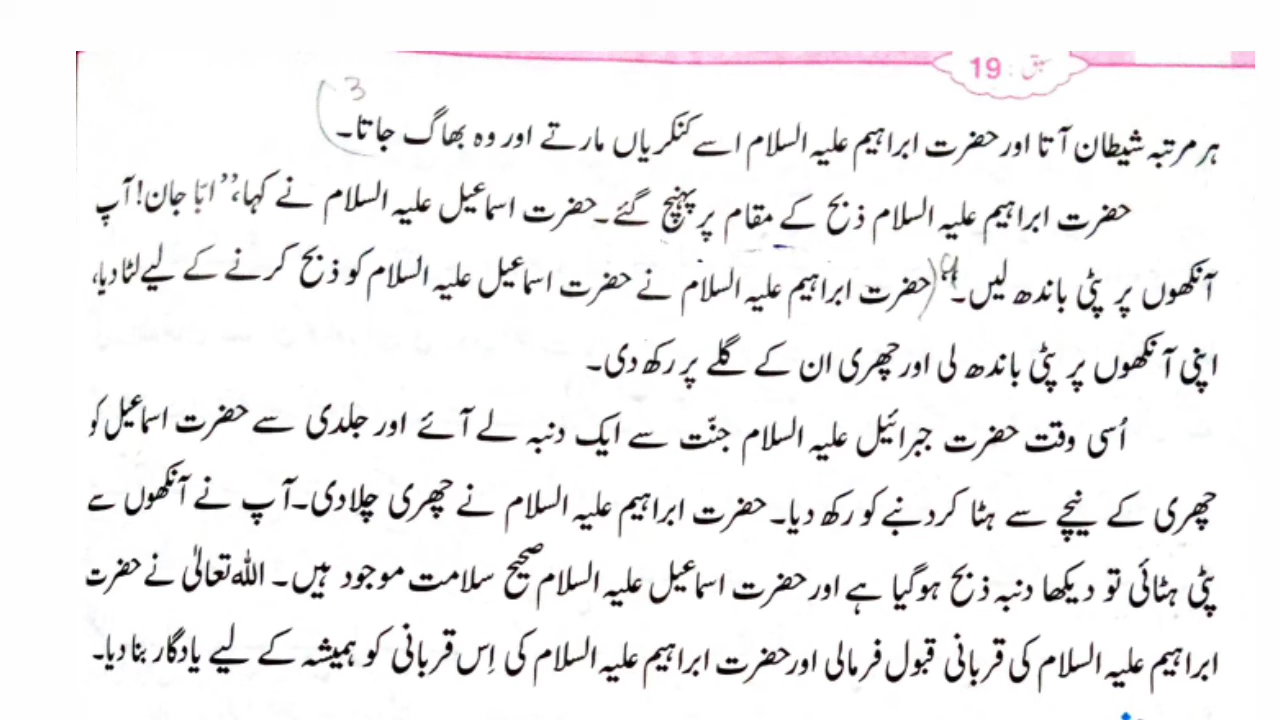 سبق : 19
3
ہر مرتبہ شیطان آتا اور حضرت ابراہیم علیہ السلام اسے کنکریاں مارتے اور وہ بھاگ جاتا۔
حضرت ابراہیم علیہ السلام ذبح کے مقام پر پہنچ گئے۔ حضرت اسماعیل علیہ السلام نے کہا،’’ ابّا جان! آپ
آنکھوں پر پٹی باندھ لیں۔ (حضرت ابراہیم علیہ السلام نے حضرت اسماعیل علیہ السلام کو ذبح کرنے کے لیے لٹا دیا،
اپنی آنکھوں پر پٹی باندھ لی اور چھری ان کے گلے پر رکھ دی۔
اُسی وقت حضرت جبرائیل علیہ السلام جنّت سے ایک دنبہ لے آئے اور جلدی سے حضرت اسماعیل کو
چھری کے نیچے سے ہٹا کر دنبے کو رکھ دیا۔ حضرت ابراہیم علیہ السلام نے چھری چلادی۔ آپ نے آنکھوں سے
پٹی ہٹائی تو دیکھا دنبہ ذبح ہوگیا ہے اور حضرت اسماعیل علیہ السلام صحیح سلامت موجود ہیں۔ اللہ تعالیٰ نے حضرت
ابراہیم علیہ السلام کی قربانی قبول فرمالی اور حضرت ابراہیم علیہ السلام کی اِس قربانی کو ہمیشہ کے لیے یادگار بنا دیا۔